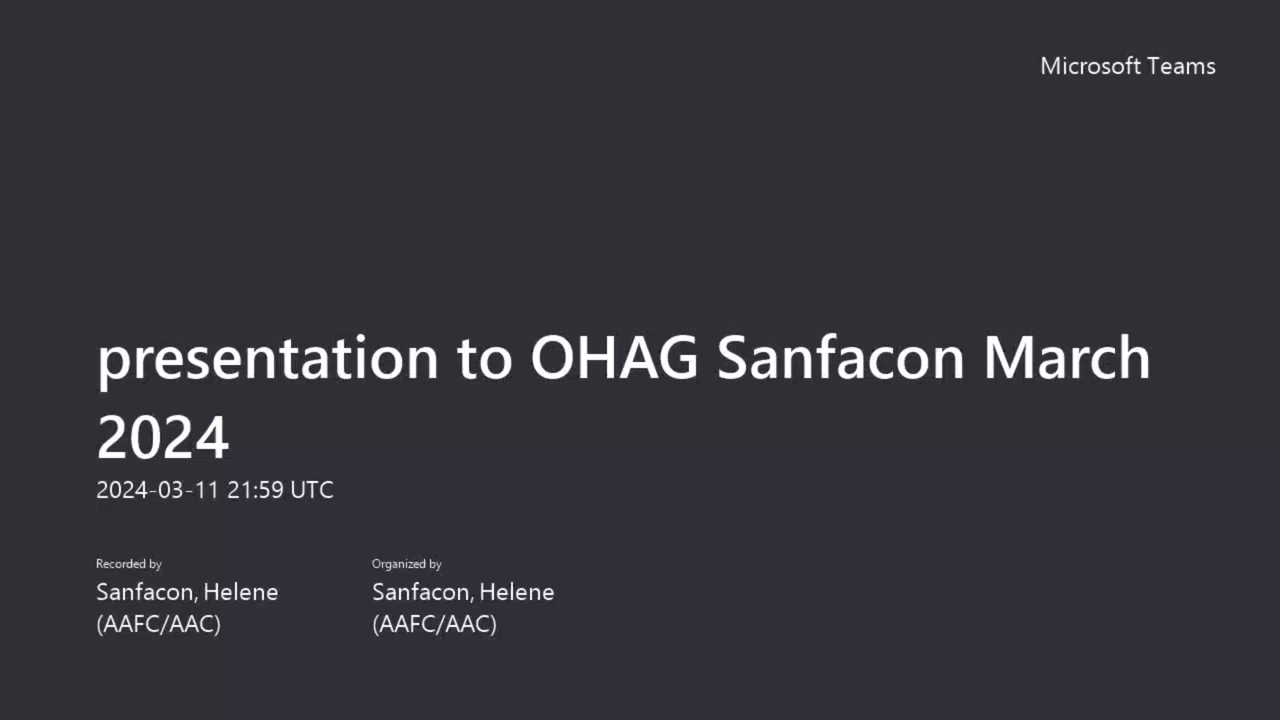 Microsoft Teams
presentation to OHAG Sanfacon March
2024
2024-03-11 21:59 UTC
Recorded by
Sanfacon, Helene
(AAFC/AAC)
Organized by
Sanfacon, Helene
(AAFC/AAC)